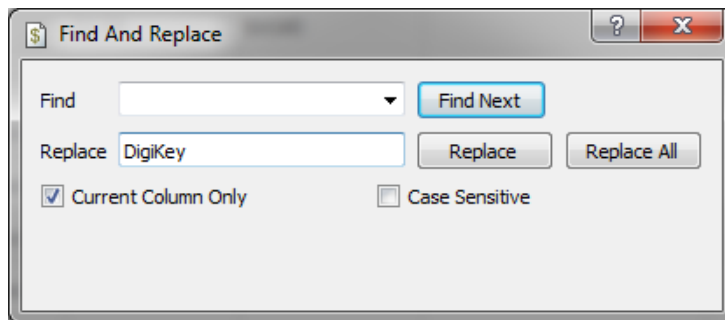 Find And Replace
Find Find Next
Replace DigiKey Replace Replace All
Current Column Only Case Sensitive